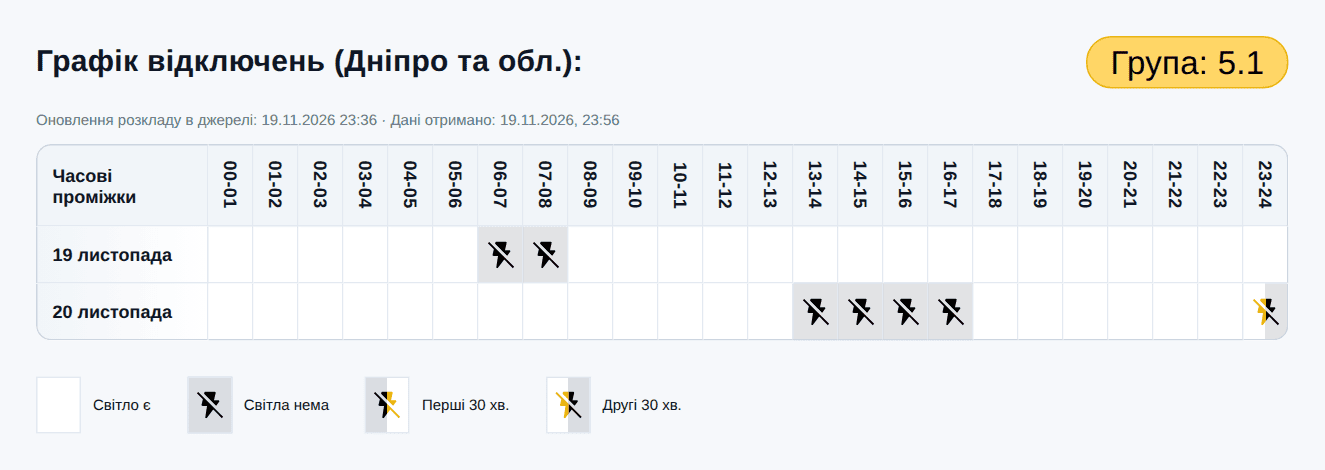 Графік відключень (Дніпро та обл.):
Група: 5.1
Оновлення розкладу в джерелі: 19.11.2026 23:36 · Дані отримано: 19.11.2026, 23:56
Часові
проміжки
00-01
01-02
02-03
03-04
04-05
05-06
06-07
07-08
08-09
09-10
10-11
11-12
12-13
13-14
14-15
15-16
16-17
17-18
18-19
19-20
20-21
21-22
22-23
23-24
19 листопада
20 листопада
Світло є
Світла нема
Перші 30 хв.
Другі 30 хв.